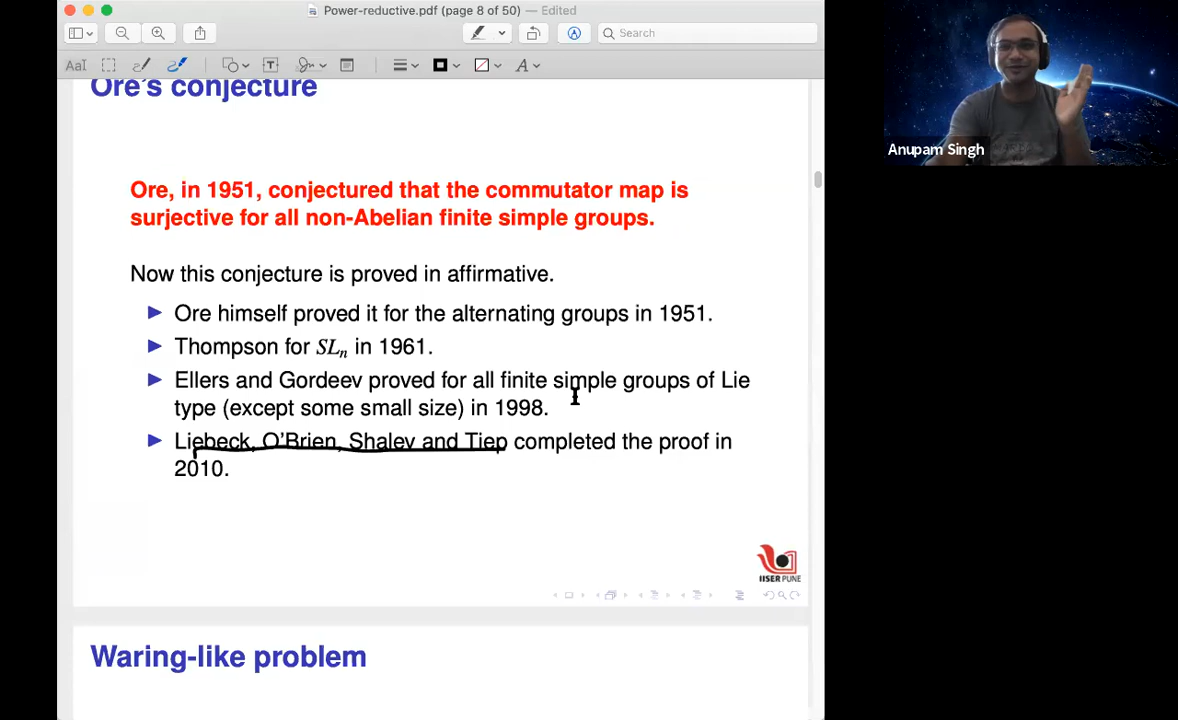 Power-reductive.pdf (page 8 of 50) — Edited
Search
AaI
T
A
Ore's conjecture
Ore, in 1951, conjectured that the commutator map is
surjective for all non-Abelian finite simple groups.
Now this conjecture is proved in affirmative.
Ore himself proved it for the alternating groups in 1951.
Thompson for SLn in 1961.
Ellers and Gordeev proved for all finite simple groups of Lie
type (except some small size) in 1998.
Liebeck, O'Brien, Shalev and Tiep completed the proof in
2010.
IISER PUNE
Waring-like problem
Anupam Singh